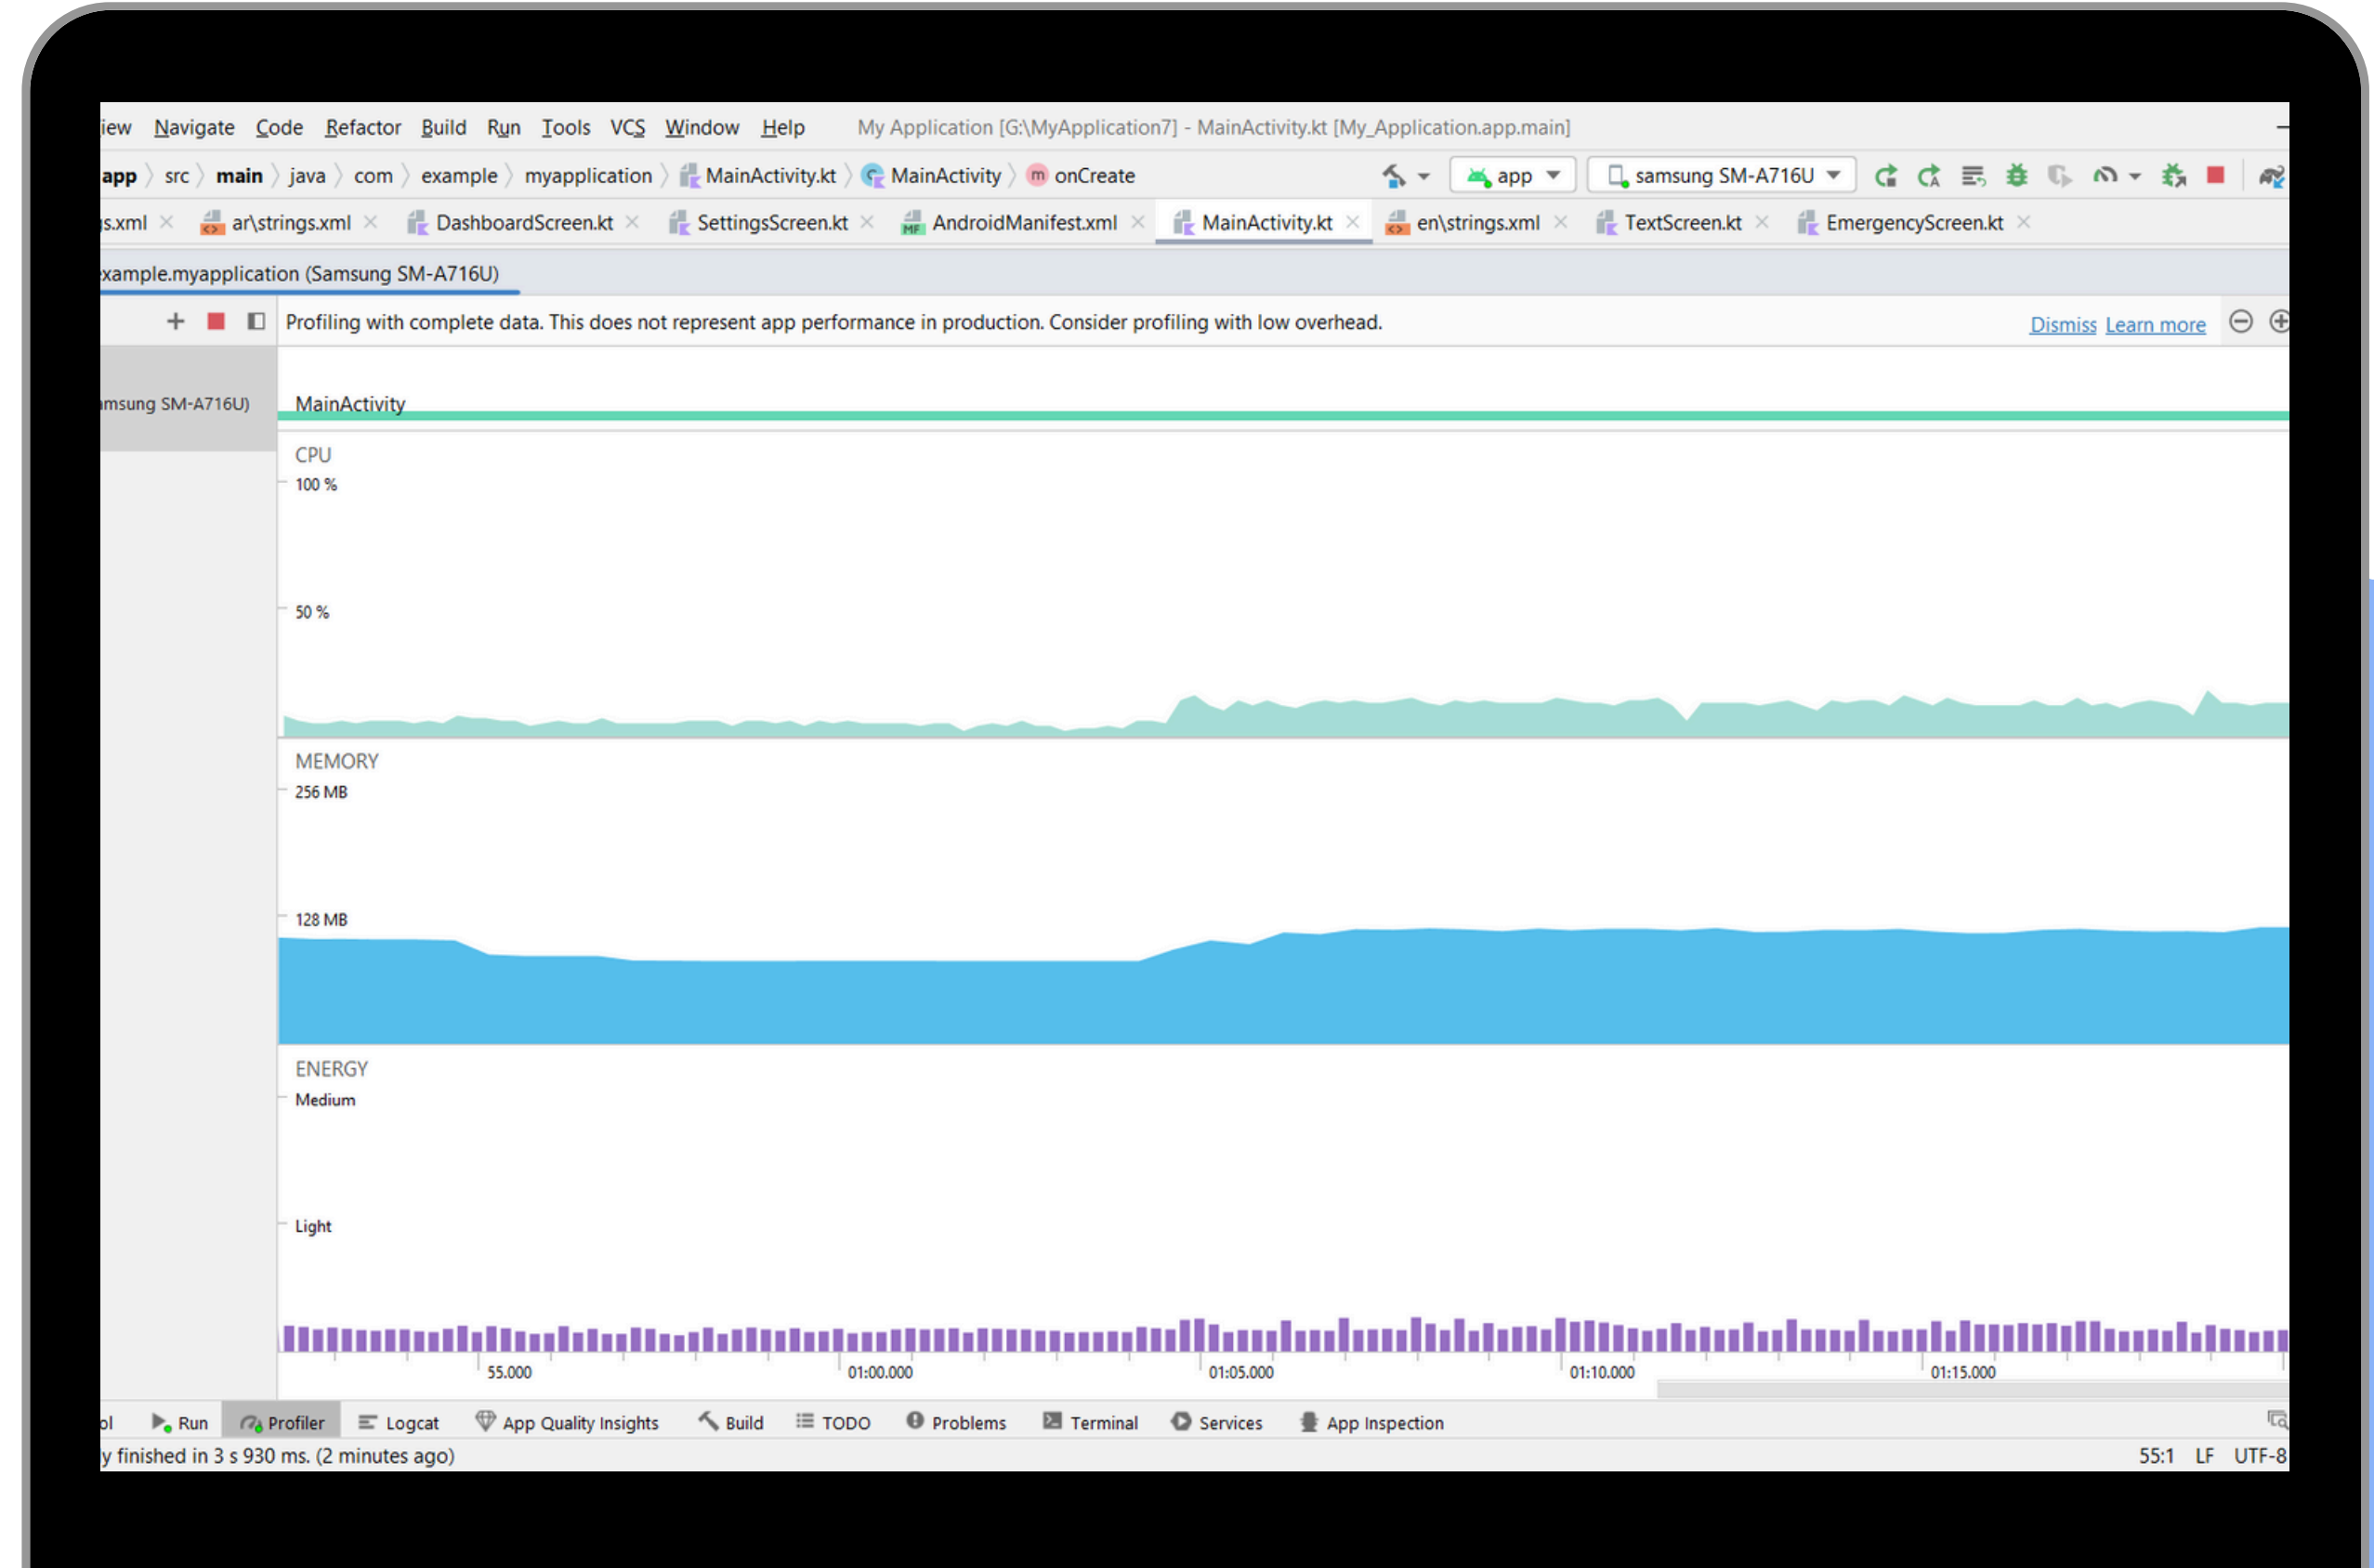 iew Navigate Code Refactor Build Run Tools VCS Window Help My Application [G:\MyApplication7] - MainActivity.kt [My_Application.app.main]
app src main java com example myapplication MainActivity.kt MainActivity m onCreate app samsung SM-A716U
gs.xml ar\strings.xml DashboardScreen.kt SettingsScreen.kt MF AndroidManifest.xml MainActivity.kt en\strings.xml TextScreen.kt EmergencyScreen.kt
example.myapplication (Samsung SM-A716U)
Profiling with complete data. This does not represent app performance in production. Consider profiling with low overhead. Dismiss Learn more
amsung SM-A716U) MainActivity
CPU
100 %
50 %
MEMORY
256 MB
128 MB
ENERGY
Medium
Light
55.000 01:00.000 01:05.000 01:10.000 01:15.000
ol Run Profiler Logcat App Quality Insights Build TODO Problems Terminal Services App Inspection
y finished in 3 s 930 ms. (2 minutes ago) 55:1 LF UTF-8